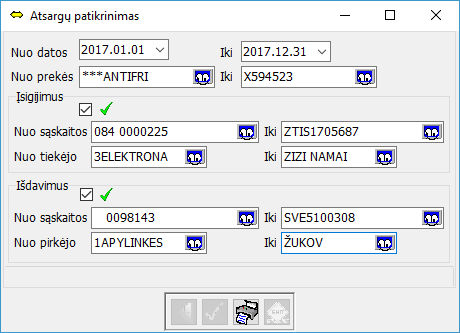 Atsargų patikrinimas
Nuo datos 2017.01.01 Iki 2017.12.31
Nuo prekės ***ANTIFRI Iki X594523
Įsigijimus
Nuo sąskaitos 084 0000225 Iki ZTIS1705687
Nuo tiekėjo 3ELEKTRONA Iki ZIZI NAMAI
Išdavimus
Nuo sąskaitos 0098143 Iki SVE5100308
Nuo pirkėjo 1APYLINKES Iki ŽUKOV